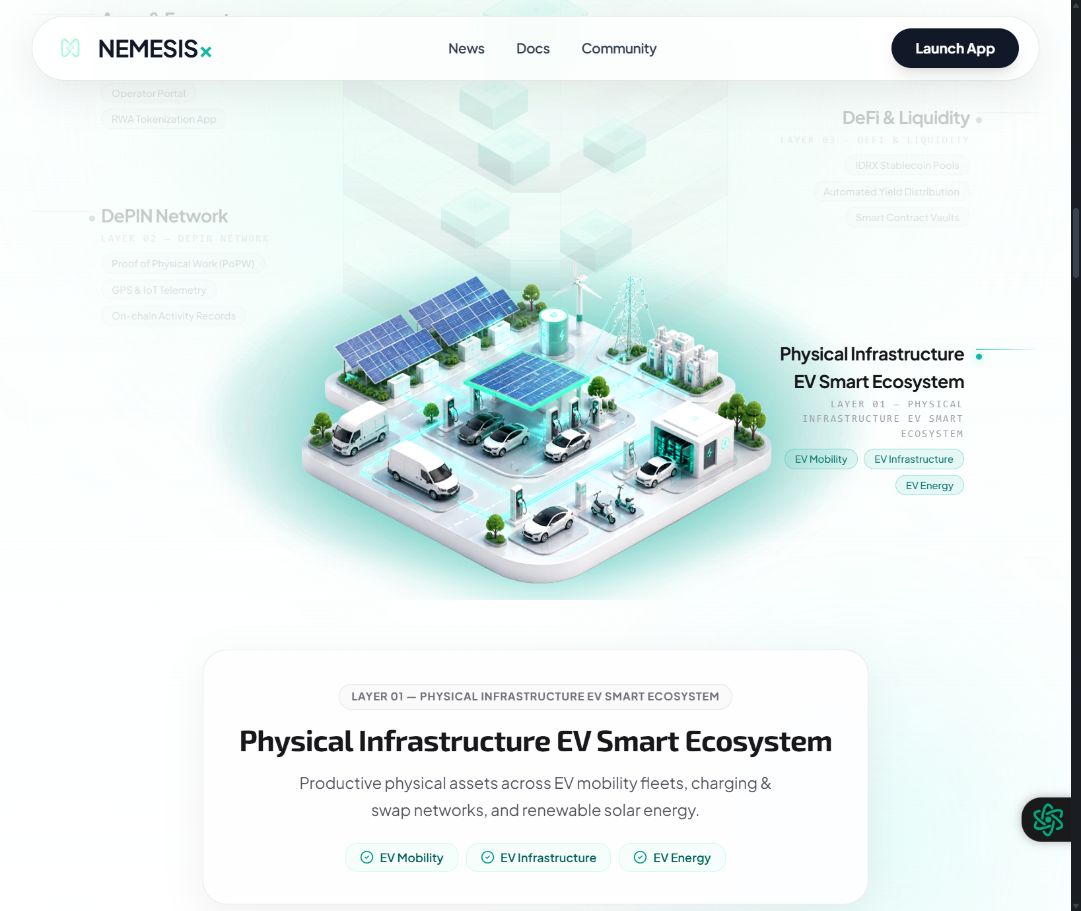 NEMESISx
News
Docs
Community
Launch App
Operator Portal
RWA Tokenization App
DeFi & Liquidity
LAYER 03 — DEFI & LIQUIDITY
IDRX Stablecoin Pools
Automated Yield Distribution
Smart Contract Vaults
DePIN Network
LAYER 02 — DEPIN NETWORK
Proof of Physical Work (PoPW)
GPS & IoT Telemetry
On-chain Activity Records
Physical Infrastructure
EV Smart Ecosystem
LAYER 01 — PHYSICAL
INFRASTRUCTURE EV SMART
ECOSYSTEM
EV Mobility
EV Infrastructure
EV Energy
LAYER 01 — PHYSICAL INFRASTRUCTURE EV SMART ECOSYSTEM
Physical Infrastructure EV Smart Ecosystem
Productive physical assets across EV mobility fleets, charging &
swap networks, and renewable solar energy.
EV Mobility
EV Infrastructure
EV Energy